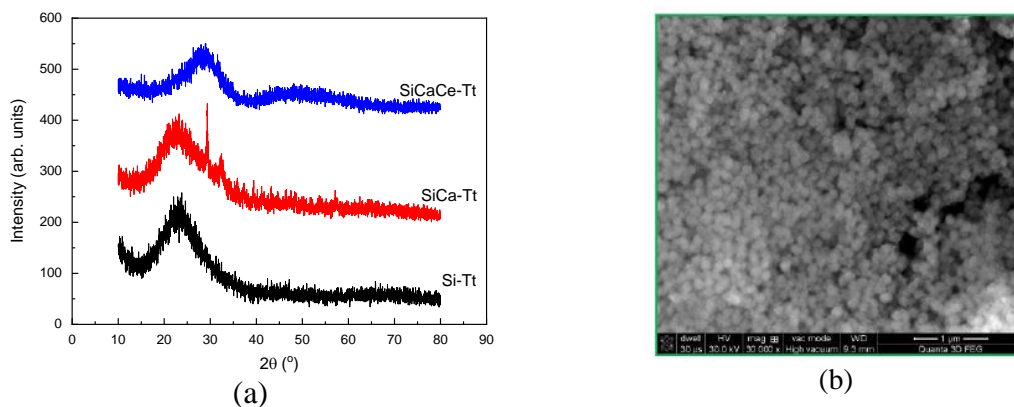 600
500
400
300
200
100
0
Intensity (arb. units)
SiCaCe-Tt
SiCa-Tt
Si-Tt
0 10 20 30 40 50 60 70 80 90
2θ (°)
(a)
dwell HV mag ⊞ vac mode WD
30 µs 30.0 kV 30 000 x High vacuum 9.3 mm Quanta 3D FEG
1 µm
(b)